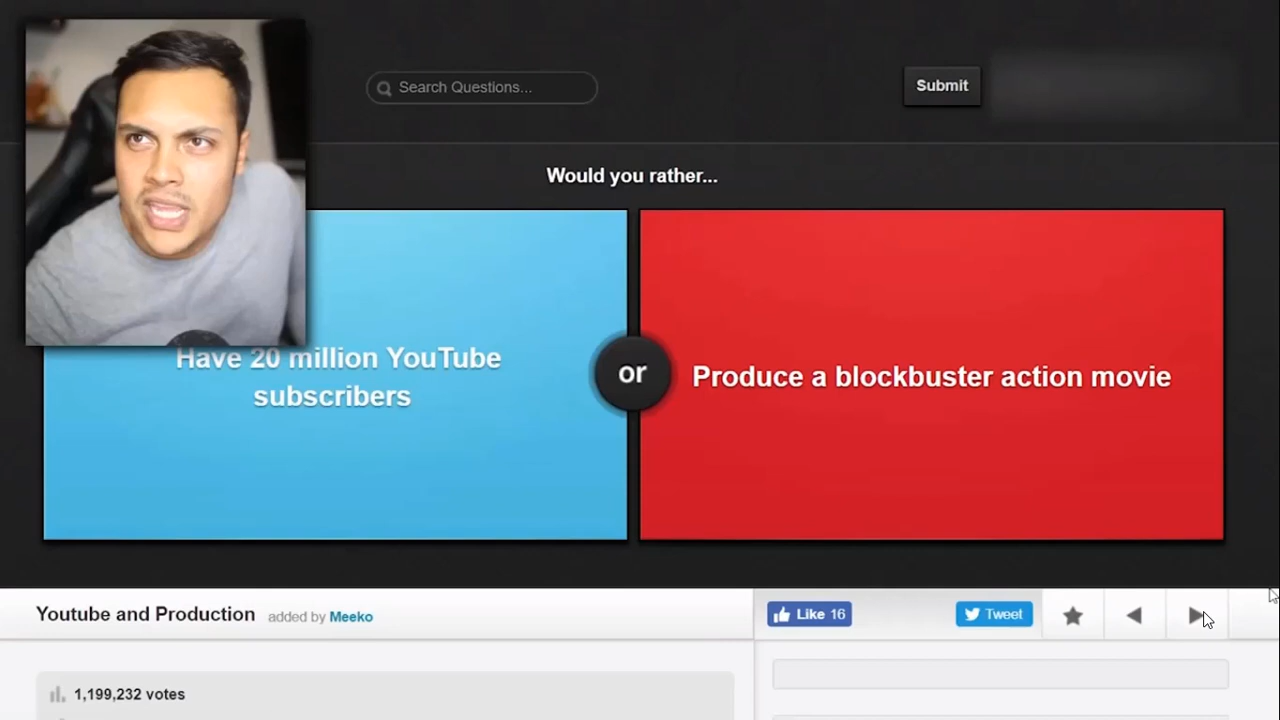 Search Questions...
Submit
Would you rather...
Have 20 million YouTube
subscribers
or
Produce a blockbuster action movie
Youtube and Production added by Meeko
Like 16
Tweet
1,199,232 votes